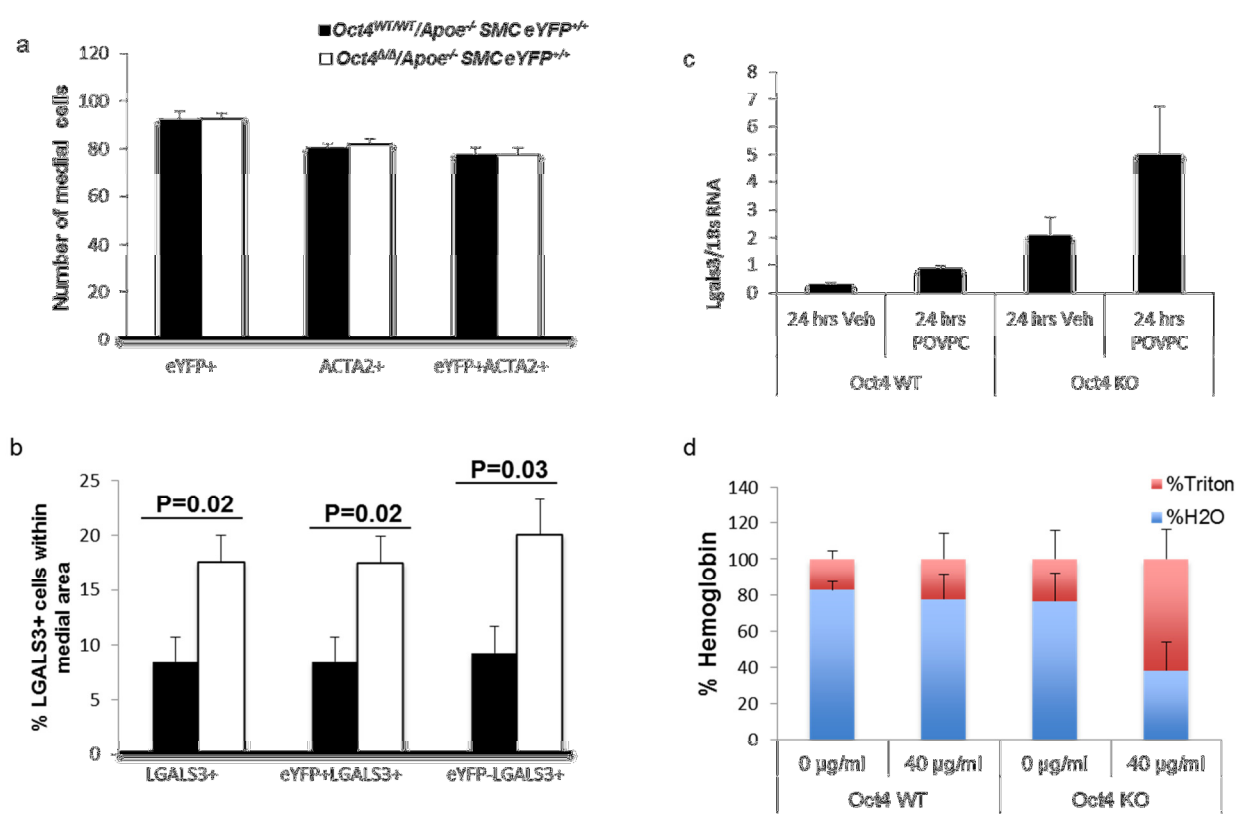 a
Oct4WT/WT/Apoe-/- SMC eYFP+/+
Oct4Δ/Δ/Apoe-/- SMC eYFP+/+
Number of medial cells
120
100
80
60
40
20
0
eYFP+ ACTA2+ eYFP+ACTA2+
c
Lgals3/18s RNA
8
7
6
5
4
3
2
1
0
24 hrs Veh 24 hrs POVPC 24 hrs Veh 24 hrs POVPC
Oct4 WT Oct4 KO
b
% LGALS3+ cells within
medial area
25
20
15
10
5
0
P=0.02 P=0.02 P=0.03
LGALS3+ eYFP+LGALS3+ eYFP-LGALS3+
d
%Triton
%H2O
% Hemoglobin
140
120
100
80
60
40
20
0
0 µg/ml 40 µg/ml 0 µg/ml 40 µg/ml
Oct4 WT Oct4 KO